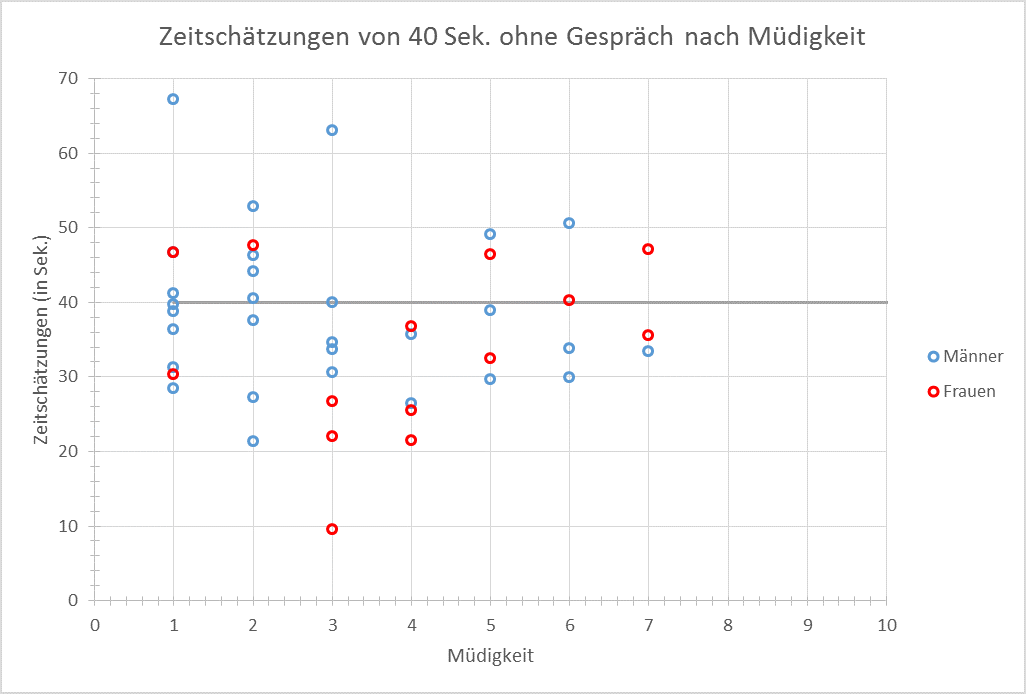 Zeitschätzungen von 40 Sek. ohne Gespräch nach Müdigkeit
Zeitschätzungen (in Sek.)
70
60
50
40
30
20
10
0
0 1 2 3 4 5 6 7 8 9 10
Müdigkeit
Männer
Frauen